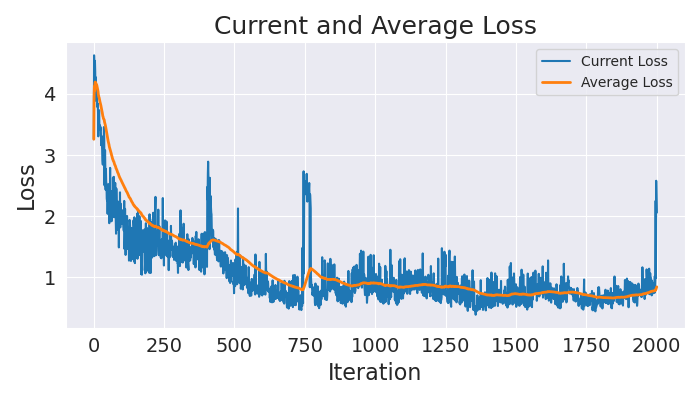 Current and Average Loss
Current Loss
Average Loss
4
3
2
1
Loss
0 250 500 750 1000 1250 1500 1750 2000
Iteration